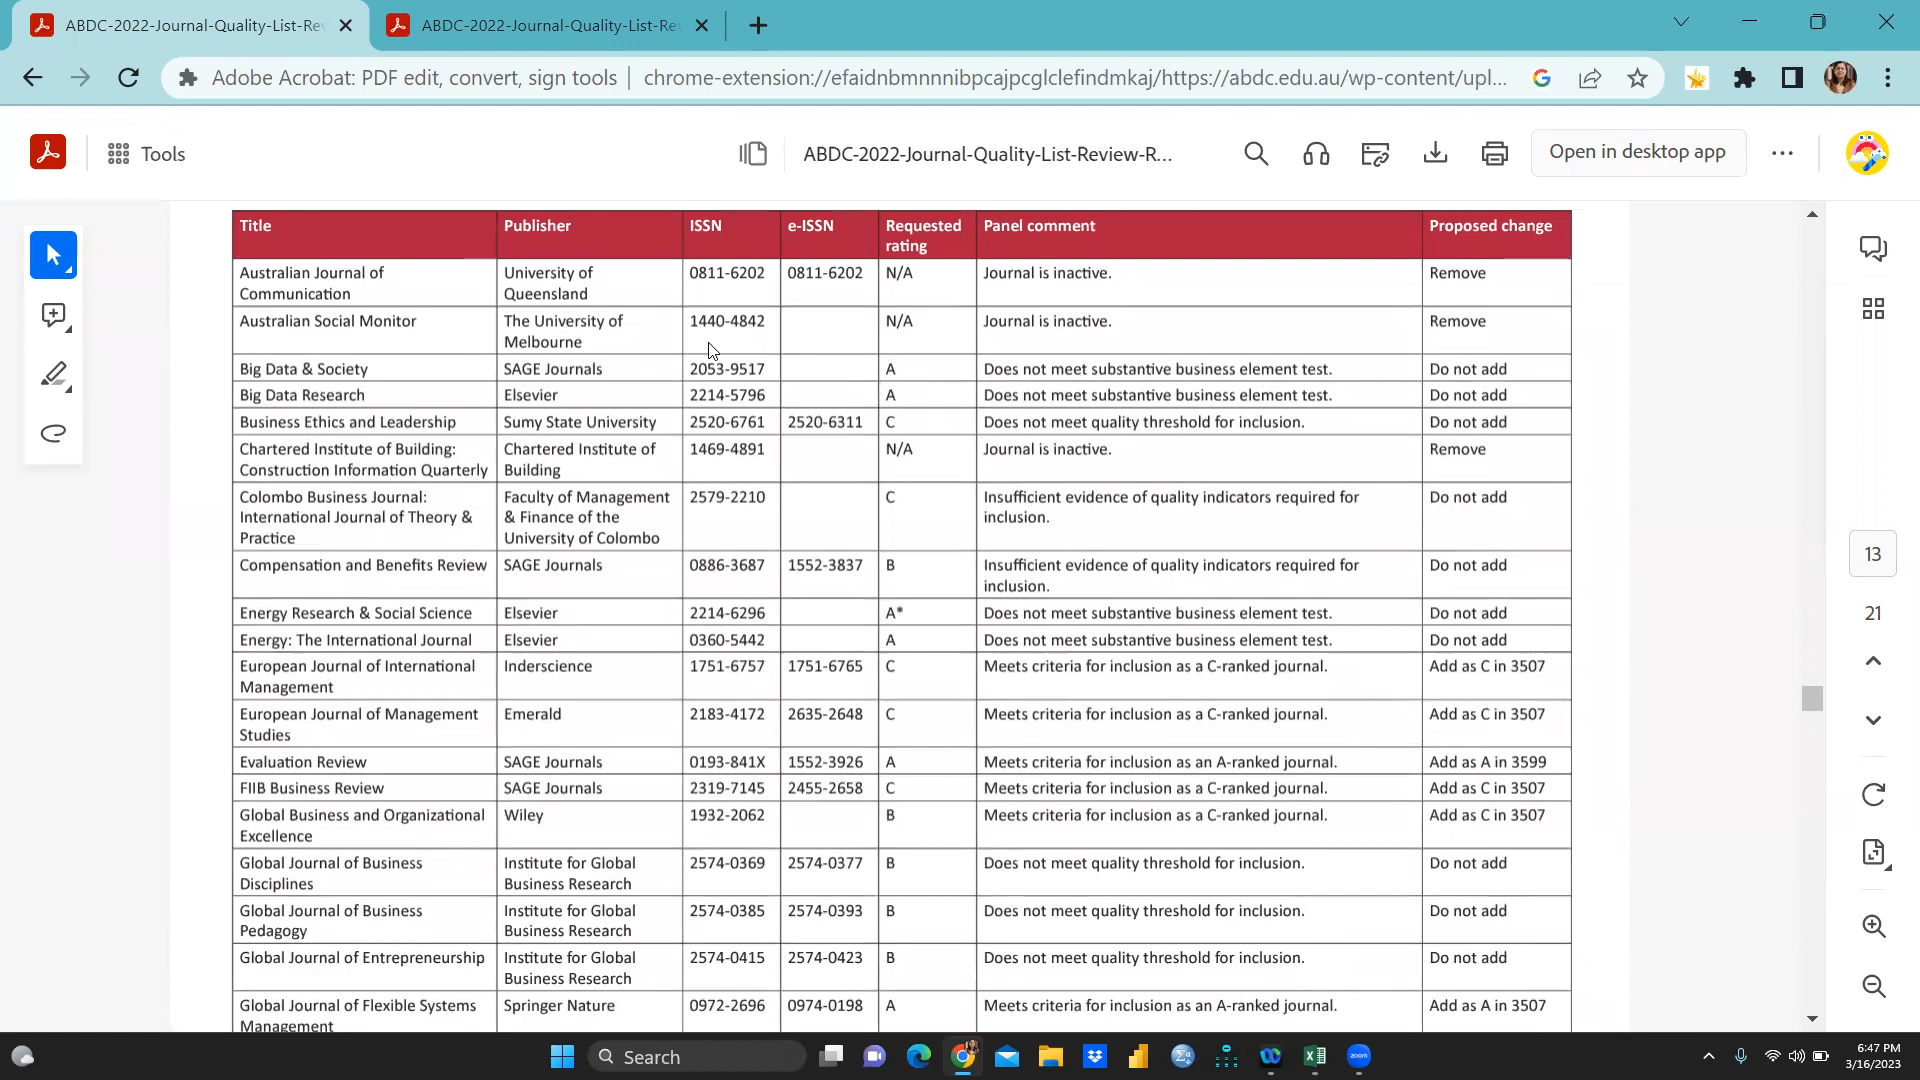 ABDC-2022-Journal-Quality-List-Re
ABDC-2022-Journal-Quality-List-Re
Adobe Acrobat: PDF edit, convert, sign tools | chrome-extension://efaidnbmnnnibpcajpcglclefindmkaj/https://abdc.edu.au/wp-content/upl...
Tools
ABDC-2022-Journal-Quality-List-Review-R...
Open in desktop app
Title Publisher ISSN e-ISSN Requested rating Panel comment Proposed change
Australian Journal of Communication University of Queensland 0811-6202 0811-6202 N/A Journal is inactive. Remove
Australian Social Monitor The University of Melbourne 1440-4842 N/A Journal is inactive. Remove
Big Data & Society SAGE Journals 2053-9517 A Does not meet substantive business element test. Do not add
Big Data Research Elsevier 2214-5796 A Does not meet substantive business element test. Do not add
Business Ethics and Leadership Sumy State University 2520-6761 2520-6311 C Does not meet quality threshold for inclusion. Do not add
Chartered Institute of Building: Construction Information Quarterly Chartered Institute of Building 1469-4891 N/A Journal is inactive. Remove
Colombo Business Journal: International Journal of Theory & Practice Faculty of Management & Finance of the University of Colombo 2579-2210 C Insufficient evidence of quality indicators required for inclusion. Do not add
Compensation and Benefits Review SAGE Journals 0886-3687 1552-3837 B Insufficient evidence of quality indicators required for inclusion. Do not add
Energy Research & Social Science Elsevier 2214-6296 A* Does not meet substantive business element test. Do not add
Energy: The International Journal Elsevier 0360-5442 A Does not meet substantive business element test. Do not add
European Journal of International Management Inderscience 1751-6757 1751-6765 C Meets criteria for inclusion as a C-ranked journal. Add as C in 3507
European Journal of Management Studies Emerald 2183-4172 2635-2648 C Meets criteria for inclusion as a C-ranked journal. Add as C in 3507
Evaluation Review SAGE Journals 0193-841X 1552-3926 A Meets criteria for inclusion as an A-ranked journal. Add as A in 3599
FIIB Business Review SAGE Journals 2319-7145 2455-2658 C Meets criteria for inclusion as a C-ranked journal. Add as C in 3507
Global Business and Organizational Excellence Wiley 1932-2062 B Meets criteria for inclusion as a C-ranked journal. Add as C in 3507
Global Journal of Business Disciplines Institute for Global Business Research 2574-0369 2574-0377 B Does not meet quality threshold for inclusion. Do not add
Global Journal of Business Pedagogy Institute for Global Business Research 2574-0385 2574-0393 B Does not meet quality threshold for inclusion. Do not add
Global Journal of Entrepreneurship Institute for Global Business Research 2574-0415 2574-0423 B Does not meet quality threshold for inclusion. Do not add
Global Journal of Flexible Systems Management Springer Nature 0972-2696 0974-0198 A Meets criteria for inclusion as an A-ranked journal. Add as A in 3507
13
21
Search
zoom
6:47 PM
3/16/2023